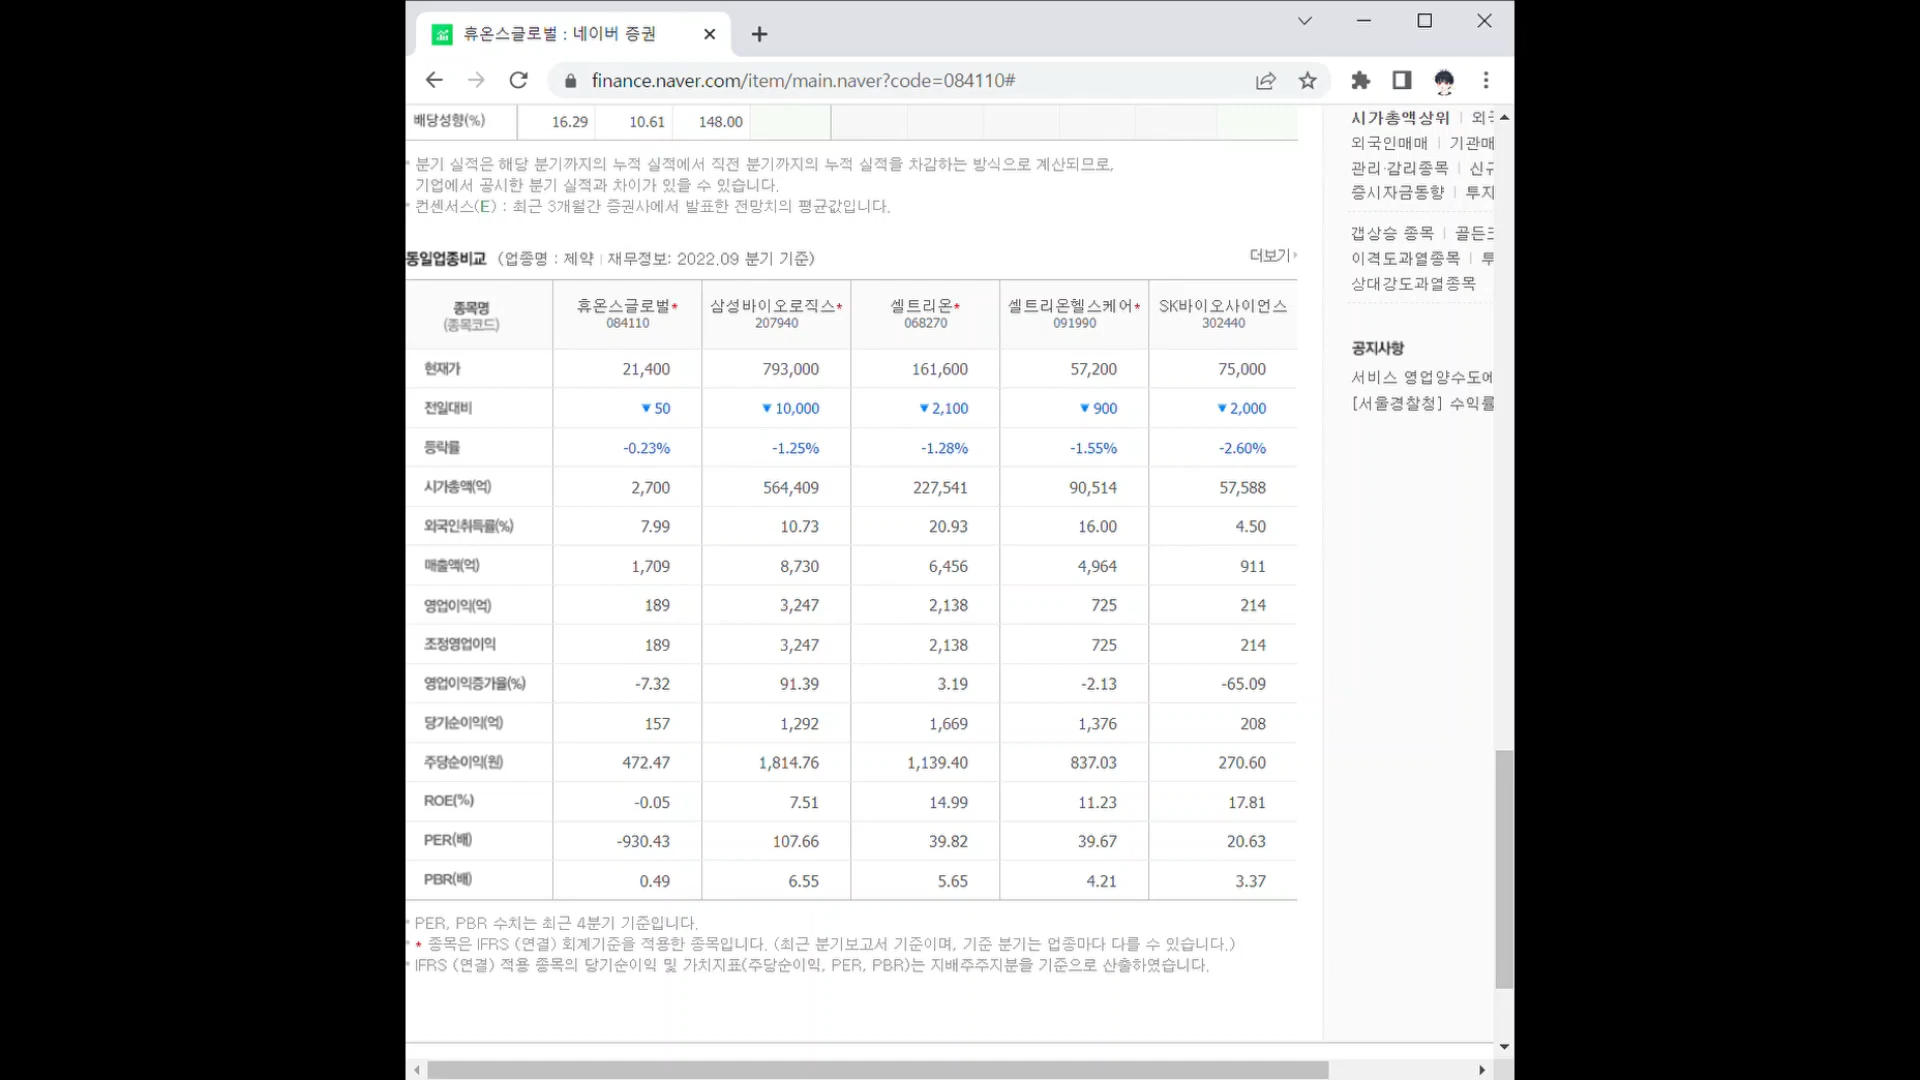 휴온스글로벌 : 네이버 증권
finance.naver.com/item/main.naver?code=084110#
배당성향(%) 16.29 10.61 148.00
* 분기 실적은 해당 분기까지의 누적 실적에서 직전 분기까지의 누적 실적을 차감하는 방식으로 계산되므로,
기업에서 공시한 분기 실적과 차이가 있을 수 있습니다.
* 컨센서스(E) : 최근 3개월간 증권사에서 발표한 전망치의 평균값입니다.
동일업종비교 (업종명 : 제약 | 재무정보: 2022.09 분기 기준) 더보기
종목명 휴온스글로벌* 삼성바이오로직스* 셀트리온* 셀트리온헬스케어* SK바이오사이언스
(종목코드) 084110 207940 068270 091990 302440
현재가 21,400 793,000 161,600 57,200 75,000
전일대비 ▼50 ▼10,000 ▼2,100 ▼900 ▼2,000
등락률 -0.23% -1.25% -1.28% -1.55% -2.60%
시가총액(억) 2,700 564,409 227,541 90,514 57,588
외국인취득률(%) 7.99 10.73 20.93 16.00 4.50
매출액(억) 1,709 8,730 6,456 4,964 911
영업이익(억) 189 3,247 2,138 725 214
조정영업이익 189 3,247 2,138 725 214
영업이익증가율(%) -7.32 91.39 3.19 -2.13 -65.09
당기순이익(억) 157 1,292 1,669 1,376 208
주당순이익(원) 472.47 1,814.76 1,139.40 837.03 270.60
ROE(%) -0.05 7.51 14.99 11.23 17.81
PER(배) -930.43 107.66 39.82 39.67 20.63
PBR(배) 0.49 6.55 5.65 4.21 3.37
* PER, PBR 수치는 최근 4분기 기준입니다.
* * 종목은 IFRS (연결) 회계기준을 적용한 종목입니다. (최근 분기보고서 기준이며, 기준 분기는 업종마다 다를 수 있습니다.)
* IFRS (연결) 적용 종목의 당기순이익 및 가치지표(주당순이익, PER, PBR)는 지배주주지분을 기준으로 산출하였습니다.
시가총액상위 |
외국인매매 | 기관매
관리·감리종목 | 신규
증시자금동향 | 투자
갭상승 종목 | 골든
이격도과열종목 | 투
상대강도과열종목
공지사항
서비스 영업양수도에
[서울경찰청] 수익률